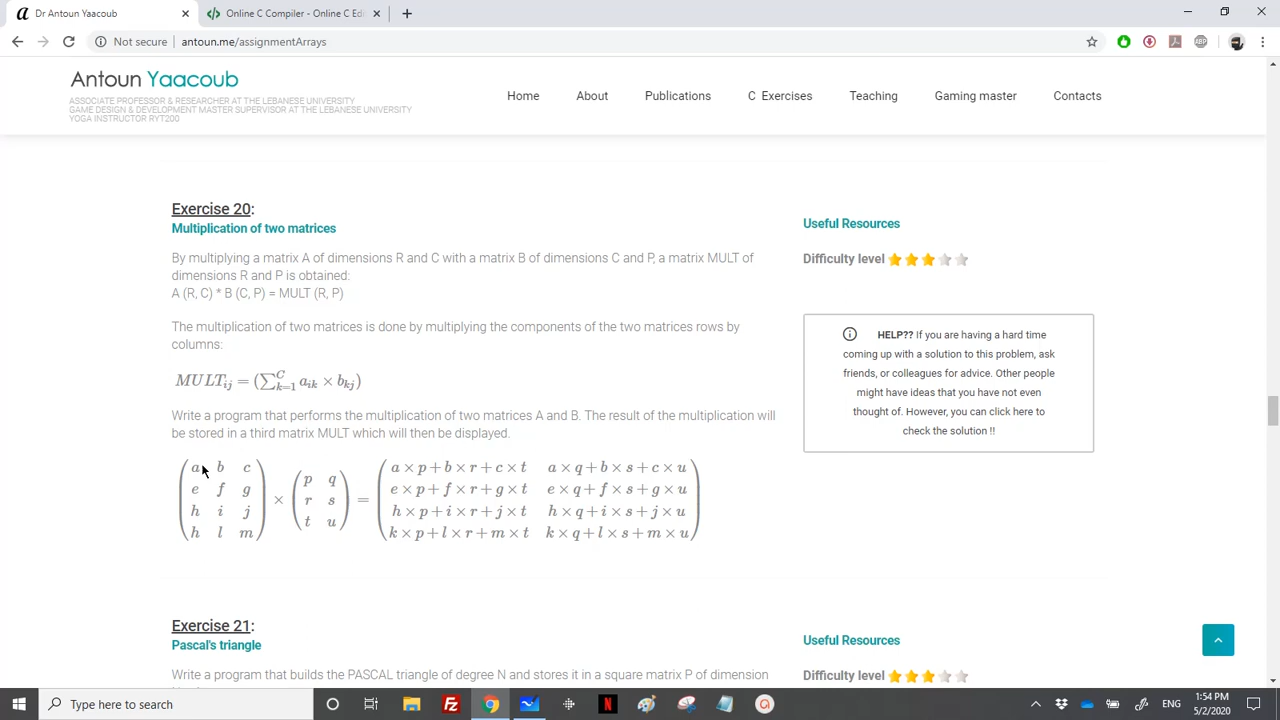 Dr Antoun Yaacoub
Online C Compiler - Online C Edi
Not secure | antoun.me/assignmentArrays
Antoun Yaacoub
ASSOCIATE PROFESSOR & RESEARCHER AT THE LEBANESE UNIVERSITY
GAME DESIGN & DEVELOPMENT MASTER SUPERVISOR AT THE LEBANESE UNIVERSITY
YOGA INSTRUCTOR RYT200
Home About Publications C Exercises Teaching Gaming master Contacts
Exercise 20:
Multiplication of two matrices
By multiplying a matrix A of dimensions R and C with a matrix B of dimensions C and P, a matrix MULT of
dimensions R and P is obtained:
A (R, C) * B (C, P) = MULT (R, P)
The multiplication of two matrices is done by multiplying the components of the two matrices rows by
columns:
MULT_ij = (∑_{k=1}^{C} a_ik × b_kj)
Write a program that performs the multiplication of two matrices A and B. The result of the multiplication will
be stored in a third matrix MULT which will then be displayed.
a b c p q a×p+b×r+c×t a×q+b×s+c×u
e f g × r s = e×p+f×r+g×t e×q+f×s+g×u
h i j t u h×p+i×r+j×t h×q+i×s+j×u
h l m k×p+l×r+m×t k×q+l×s+m×u
Useful Resources
Difficulty level
HELP?? If you are having a hard time
coming up with a solution to this problem, ask
friends, or colleagues for advice. Other people
might have ideas that you have not even
thought of. However, you can click here to
check the solution !!
Exercise 21:
Pascal's triangle
Write a program that builds the PASCAL triangle of degree N and stores it in a square matrix P of dimension
Useful Resources
Difficulty level
Type here to search
ENG
1:54 PM
5/2/2020